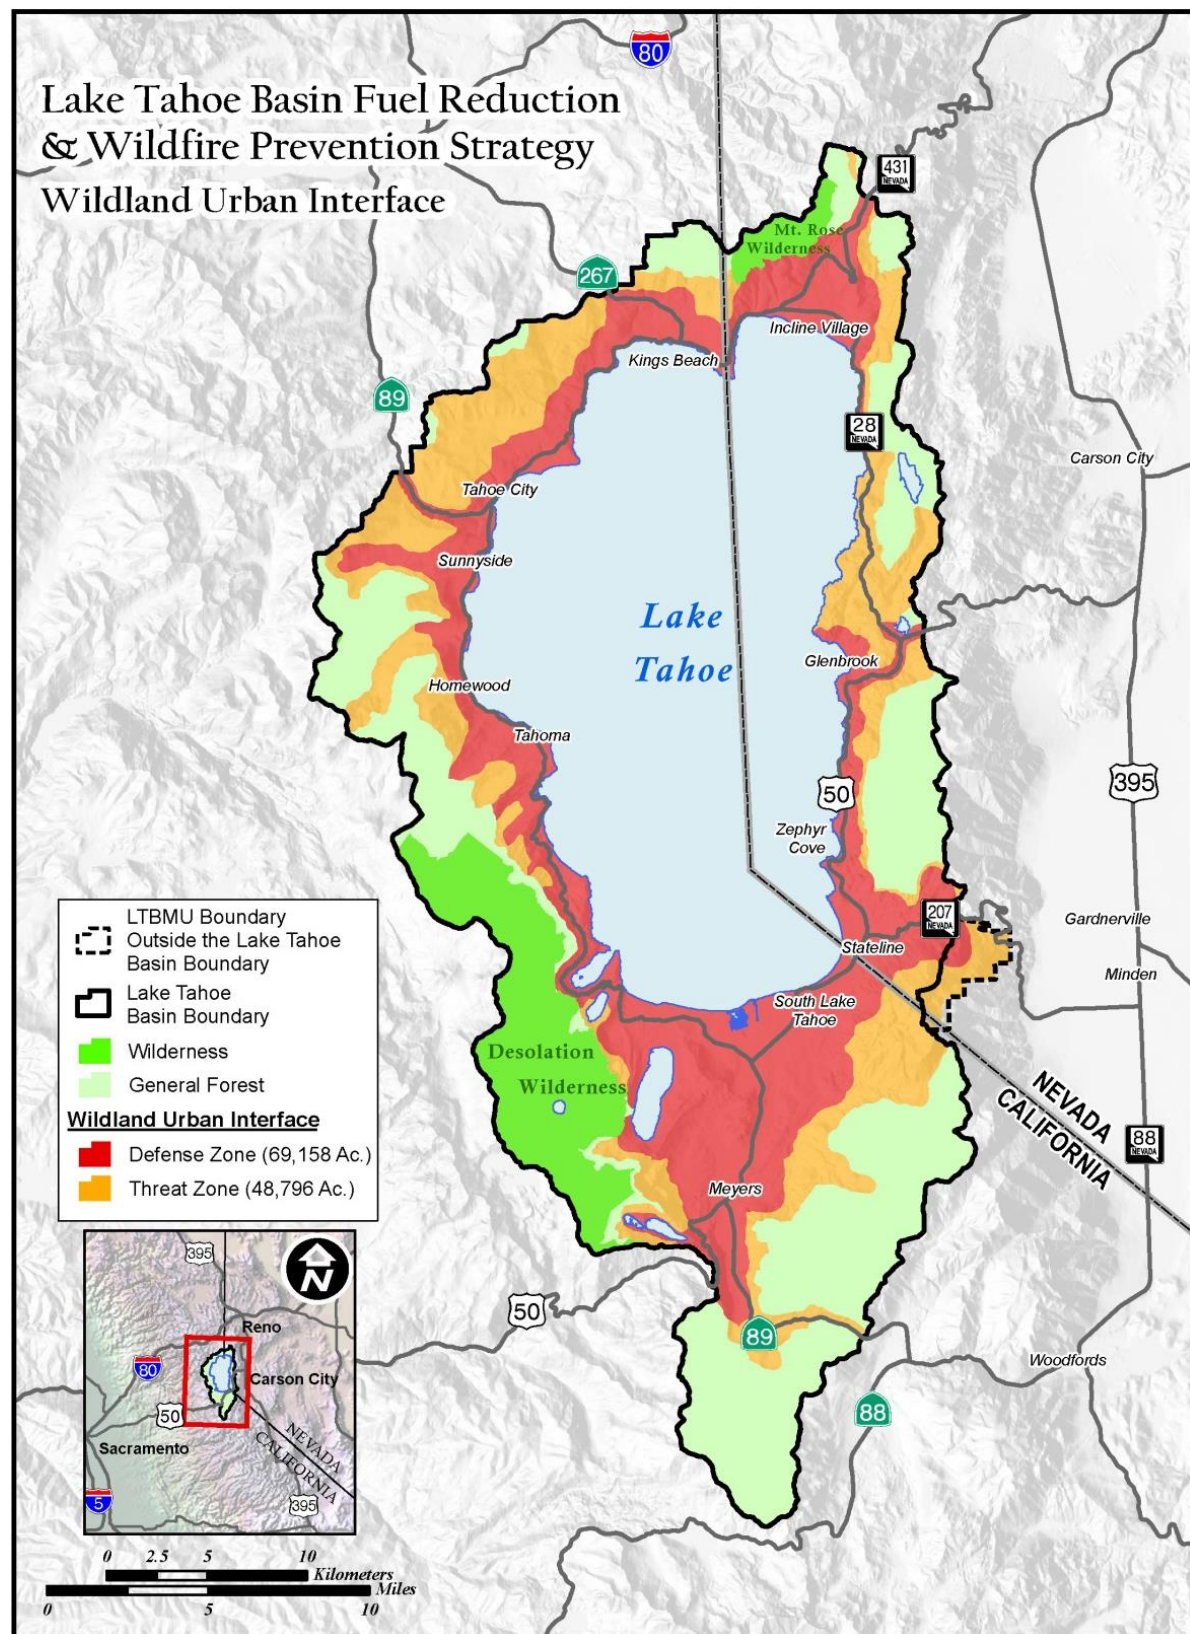 Lake Tahoe Basin Fuel Reduction
& Wildfire Prevention Strategy
Wildland Urban Interface
80
431
NEVADA
Mt. Rose
Wilderness
267
Incline Village
Kings Beach
89
28
NEVADA
Carson City
Tahoe City
Sunnyside
Lake
Tahoe
Glenbrook
Homewood
Tahoma
50
395
Zephyr
Cove
207
NEVADA
Gardnerville
Stateline
Minden
South Lake
Tahoe
Desolation
Wilderness
NEVADA
CALIFORNIA
88
NEVADA
Meyers
50
89
Woodfords
88
LTBMU Boundary
Outside the Lake Tahoe
Basin Boundary
Lake Tahoe
Basin Boundary
Wilderness
General Forest
Wildland Urban Interface
Defense Zone (69,158 Ac.)
Threat Zone (48,796 Ac.)
N
395
Reno
80
Carson City
50
Sacramento
NEVADA
CALIFORNIA
5
395
0 2.5 5 10
Kilometers
Miles
0 5 10